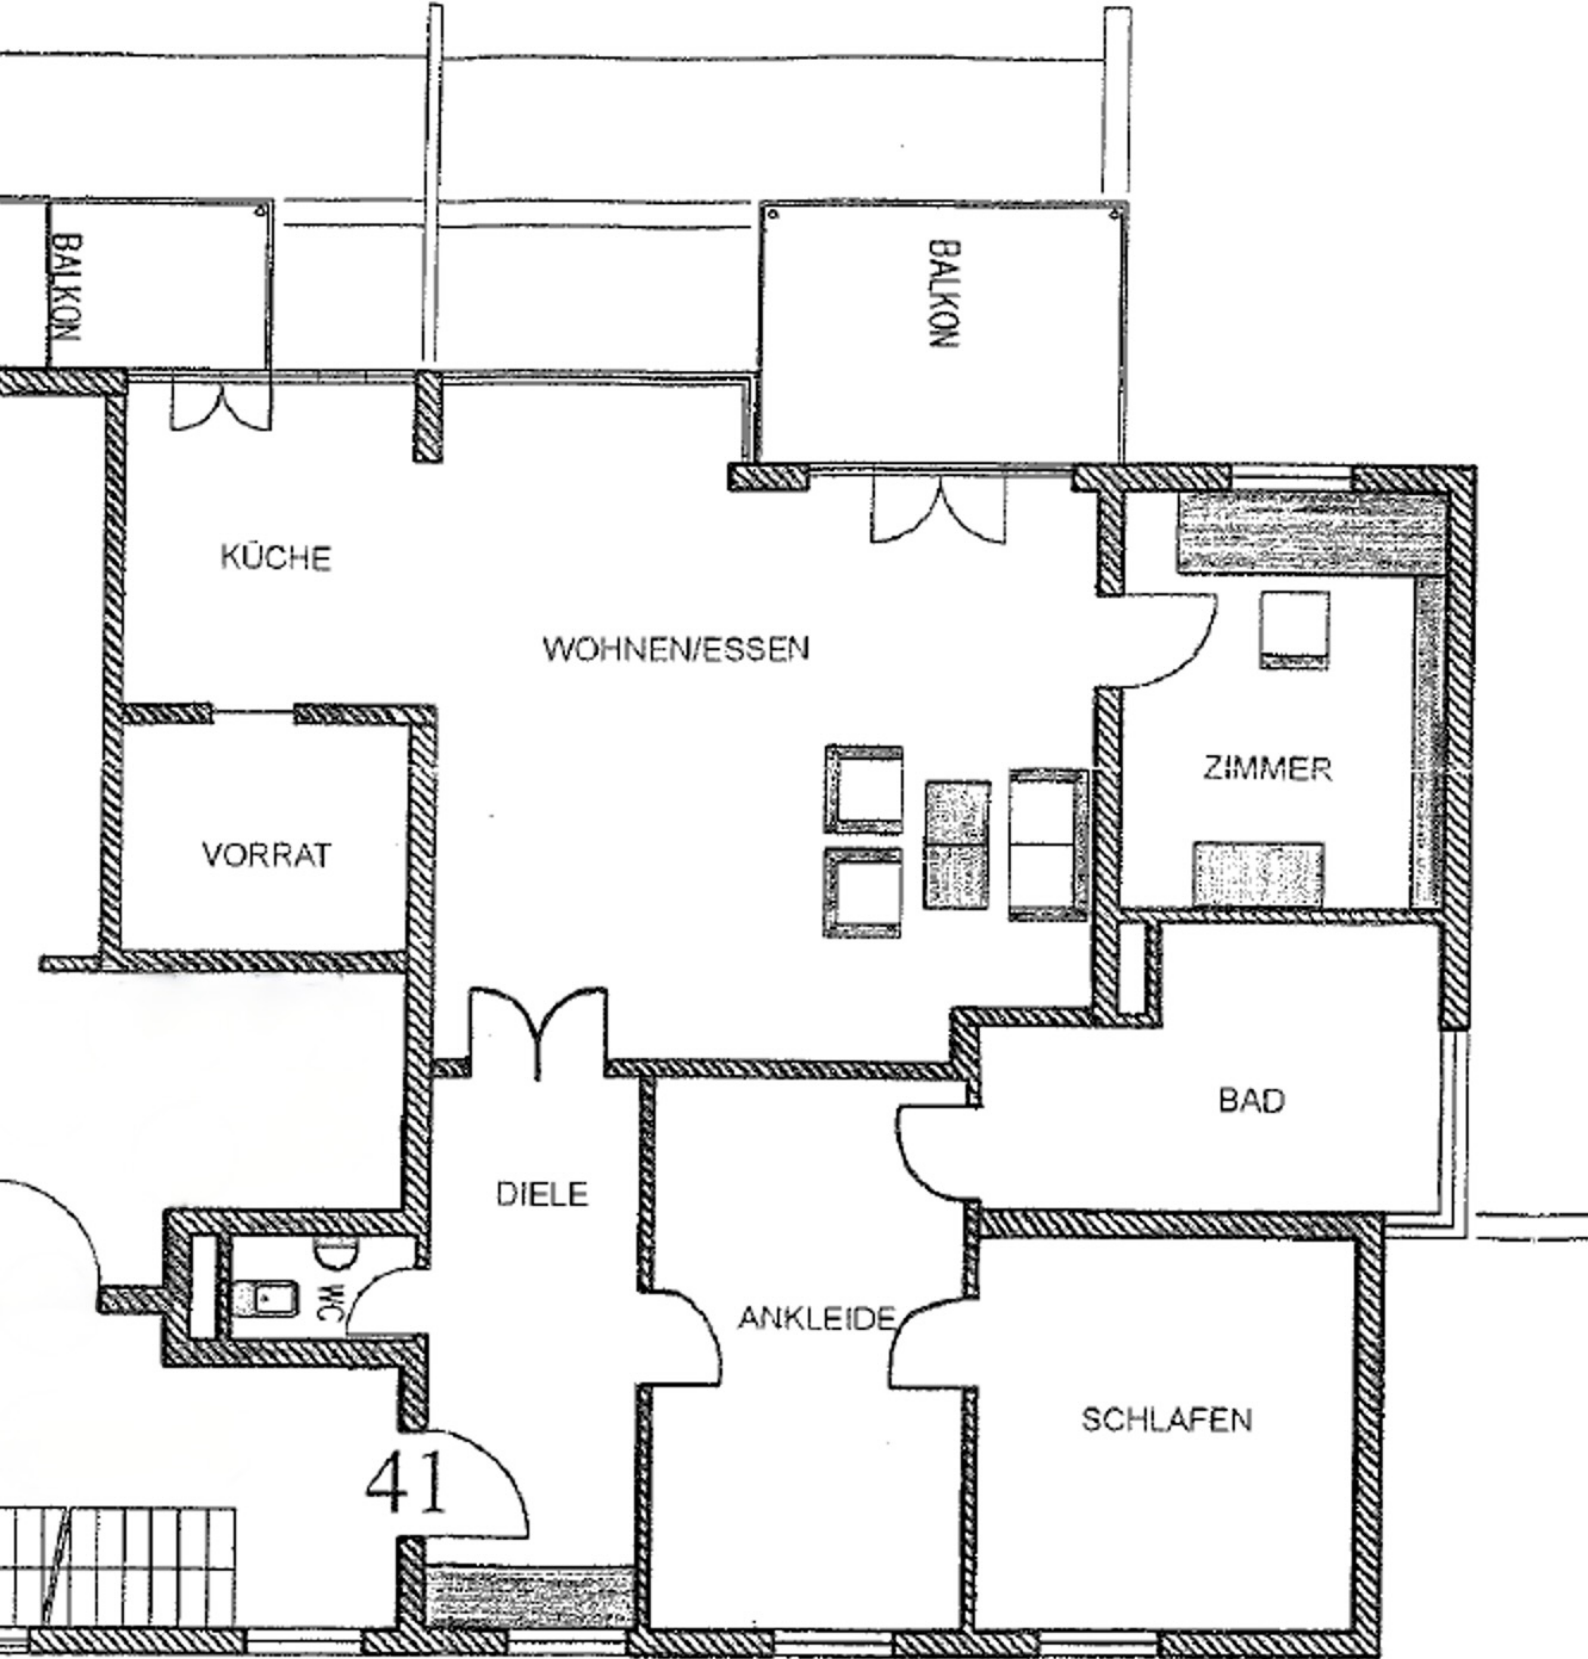 BALKON
BALKON
KÜCHE
WOHNEN/ESSEN
ZIMMER
VORRAT
BAD
DIELE
WC
ANKLEIDE
SCHLAFEN
41